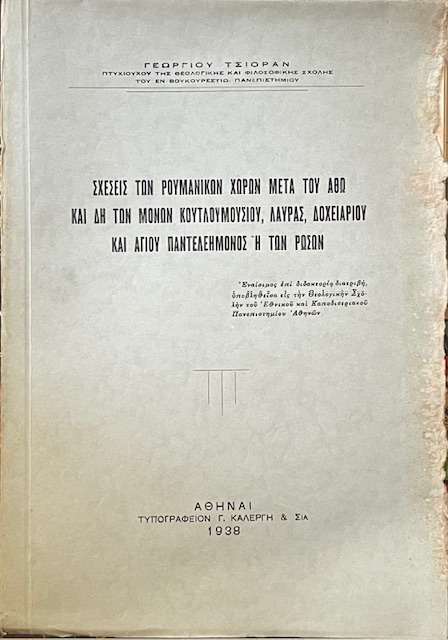 ΓΕΩΡΓΙΟΥ ΤΣΙΟΡΑΝ
ΠΤΥΧΙΟΥΧΟΥ ΤΗΣ ΘΕΟΛΟΓΙΚΗΣ ΚΑΙ ΦΙΛΟΣΟΦΙΚΗΣ ΣΧΟΛΗΣ
ΤΟΥ ΕΝ ΒΟΥΚΟΥΡΕΣΤΙΩ ΠΑΝΕΠΙΣΤΗΜΙΟΥ
ΣΧΕΣΕΙΣ ΤΩΝ ΡΟΥΜΑΝΙΚΩΝ ΧΩΡΩΝ ΜΕΤΑ ΤΟΥ ΑΘΩ
ΚΑΙ ΔΗ ΤΩΝ ΜΟΝΩΝ ΚΟΥΤΛΟΥΜΟΥΣΙΟΥ, ΛΑΥΡΑΣ, ΔΟΧΕΙΑΡΙΟΥ
ΚΑΙ ΑΓΙΟΥ ΠΑΝΤΕΛΕΗΜΟΝΟΣ Ἢ ΤΩΝ ΡΩΣΩΝ
Ἐναίσιμος ἐπὶ διδακτορίᾳ διατριβή,
ὑποβληθεῖσα εἰς τὴν Θεολογικὴν Σχο-
λὴν τοῦ Ἐθνικοῦ καὶ Καποδιστριακοῦ
Πανεπιστημίου Ἀθηνῶν
ΑΘΗΝΑΙ
ΤΥΠΟΓΡΑΦΕΙΟΝ Γ. ΚΑΛΕΡΓΗ & ΣΙΑ
1938